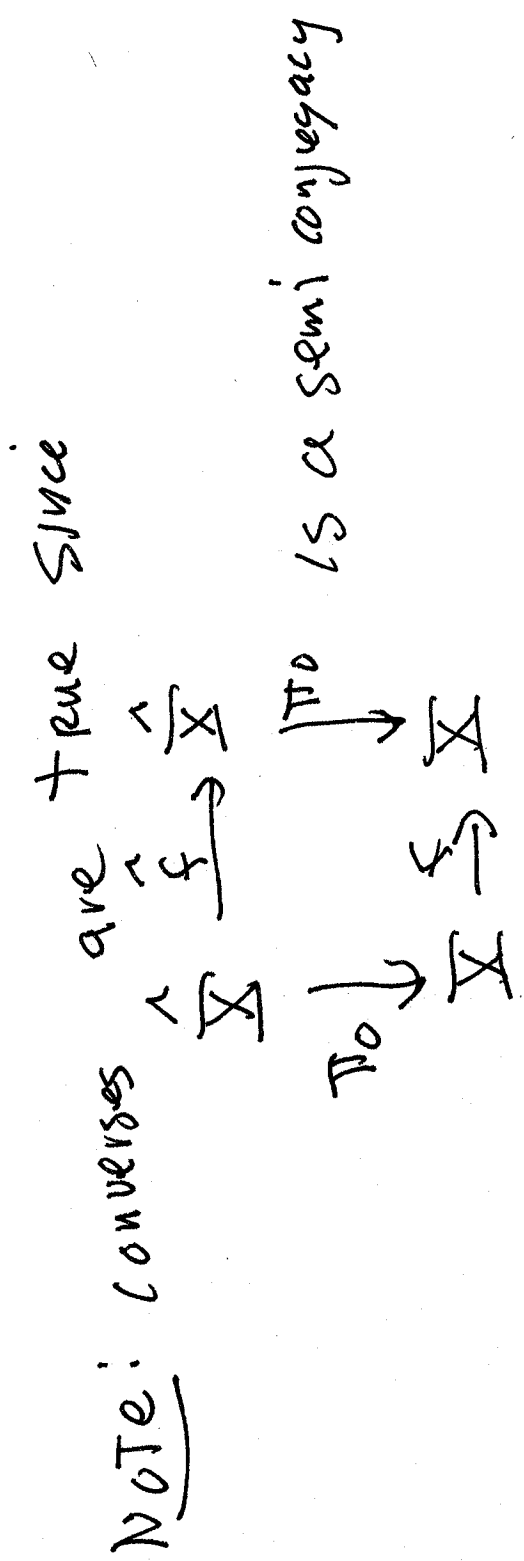 NOTE: Converses are true since
X̂ f̂ X̂
π₀ π₀ is a semi conjugacy
X f X